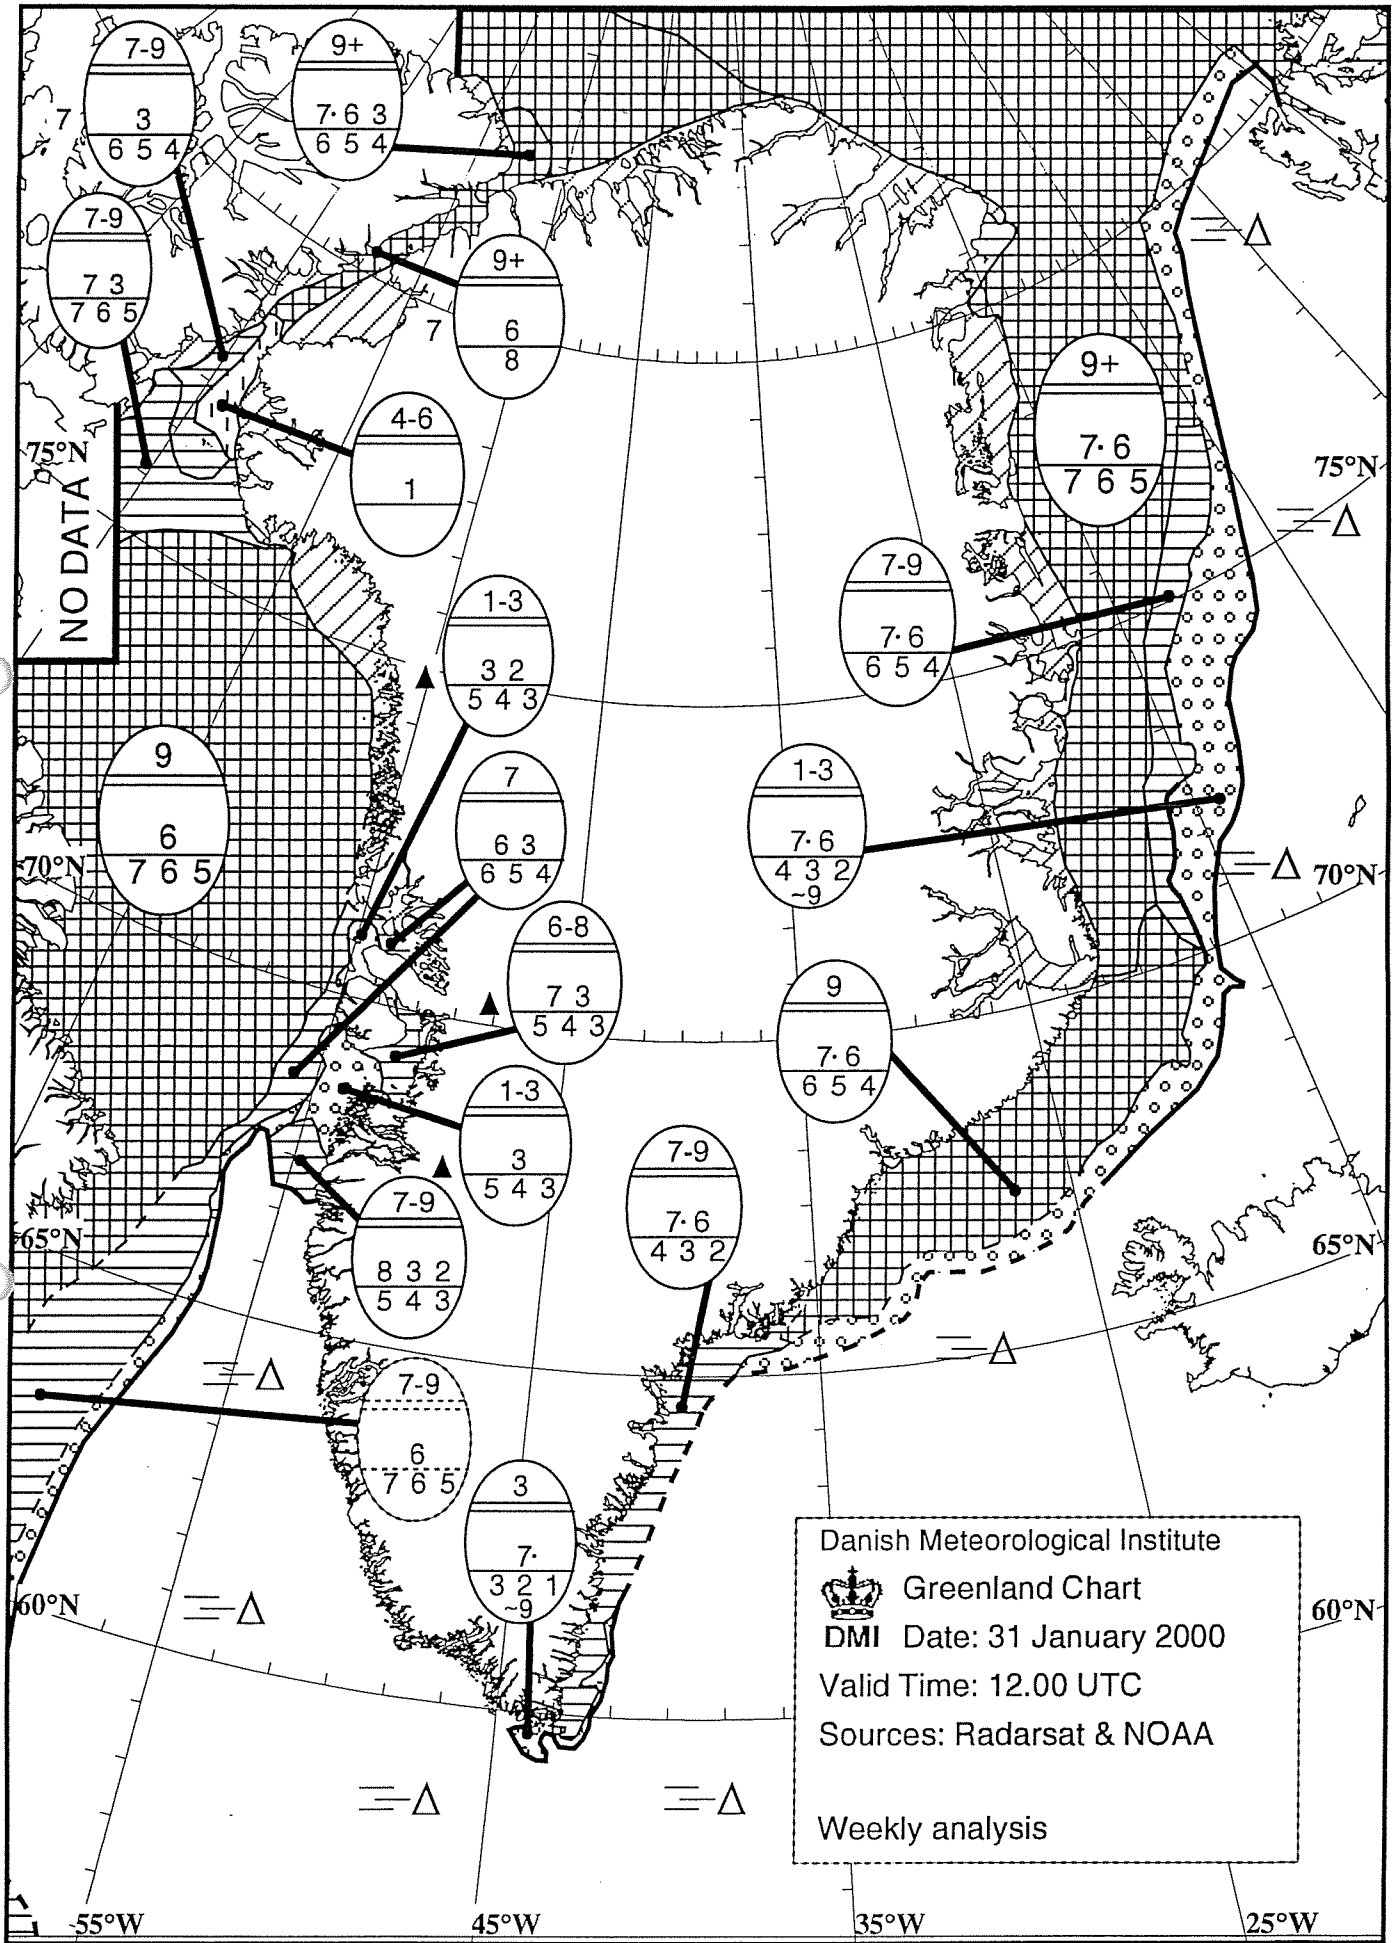 7-9
3
6 5 4
9+
7• 6 3
6 5 4
7
7-9
7 3
7 6 5
9+
6
8
7
4-6
1
75°N
NO DATA
9+
7• 6
7 6 5
75°N
7-9
7• 6
6 5 4
1-3
3 2
5 4 3
9
6
7 6 5
7
6 3
6 5 4
1-3
7• 6
4 3 2
~9
70°N
70°N
6-8
7 3
5 4 3
9
7• 6
6 5 4
1-3
3
5 4 3
7-9
7• 6
4 3 2
7-9
8 3 2
5 4 3
65°N
65°N
7-9
6
7 6 5
3
7•
3 2 1
~9
60°N
60°N
Danish Meteorological Institute
Greenland Chart
DMI Date: 31 January 2000
Valid Time: 12.00 UTC
Sources: Radarsat & NOAA
Weekly analysis
55°W
45°W
35°W
25°W